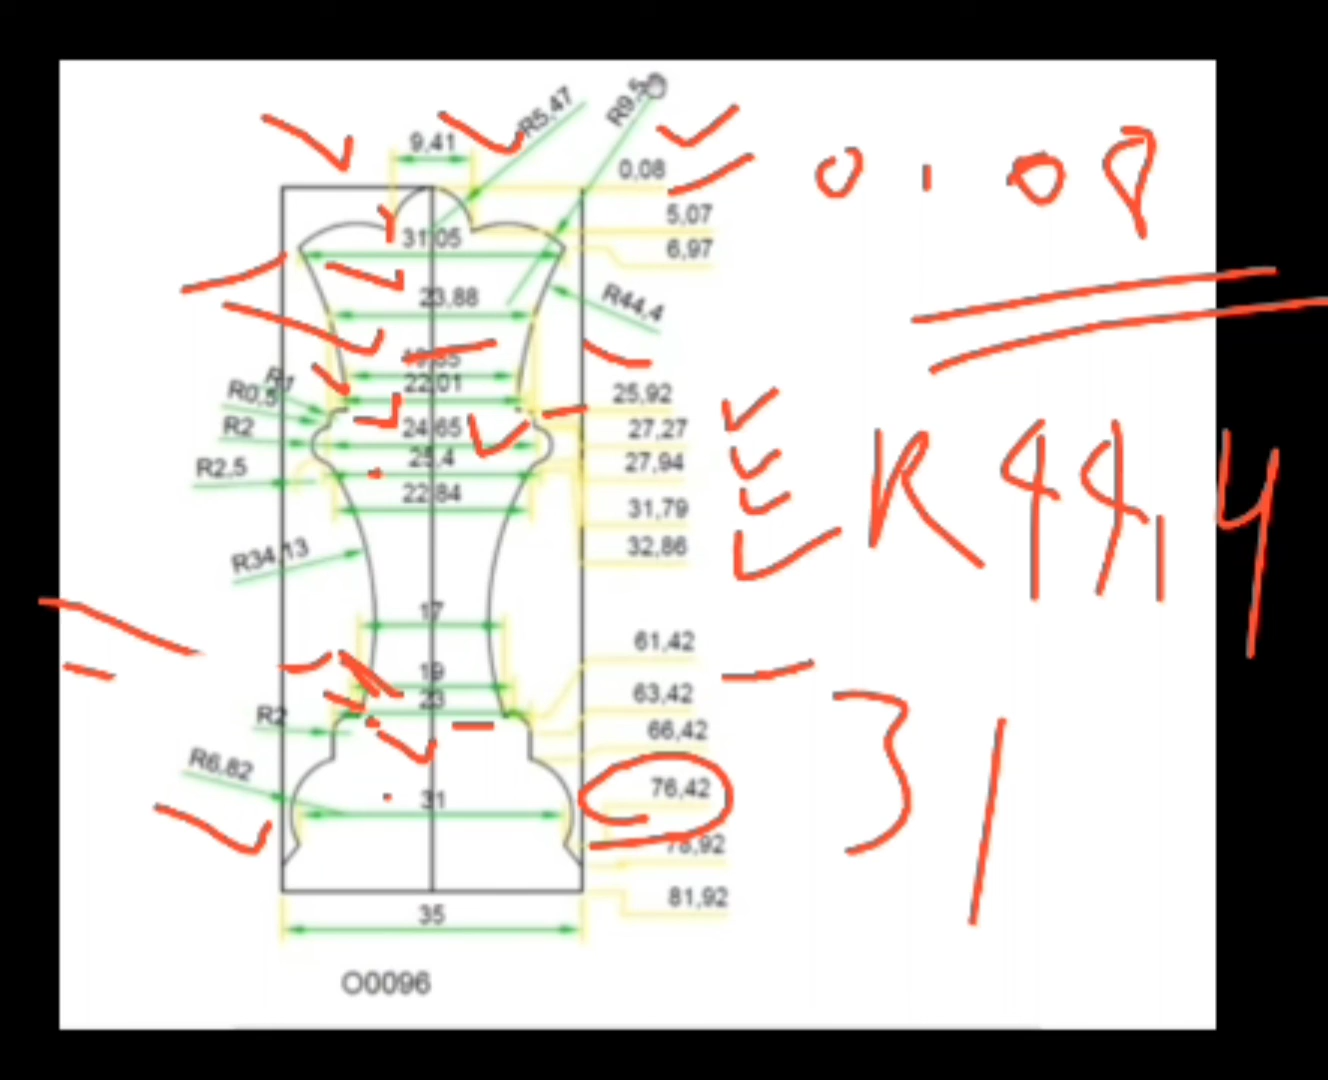 R5,47
R9,5
9,41
0,08
0.08
5,07
31,05
6,97
23,88
R44,4
22,01
R1
R0,5
25,92
R2
24,65
27,27
25,4
27,94
R2,5
22,84
31,79
R44,4
32,86
R34,13
17
61,42
19
63,42
23
R2
66,42
R6,82
76,42
31
31
78,92
81,92
35
O0096